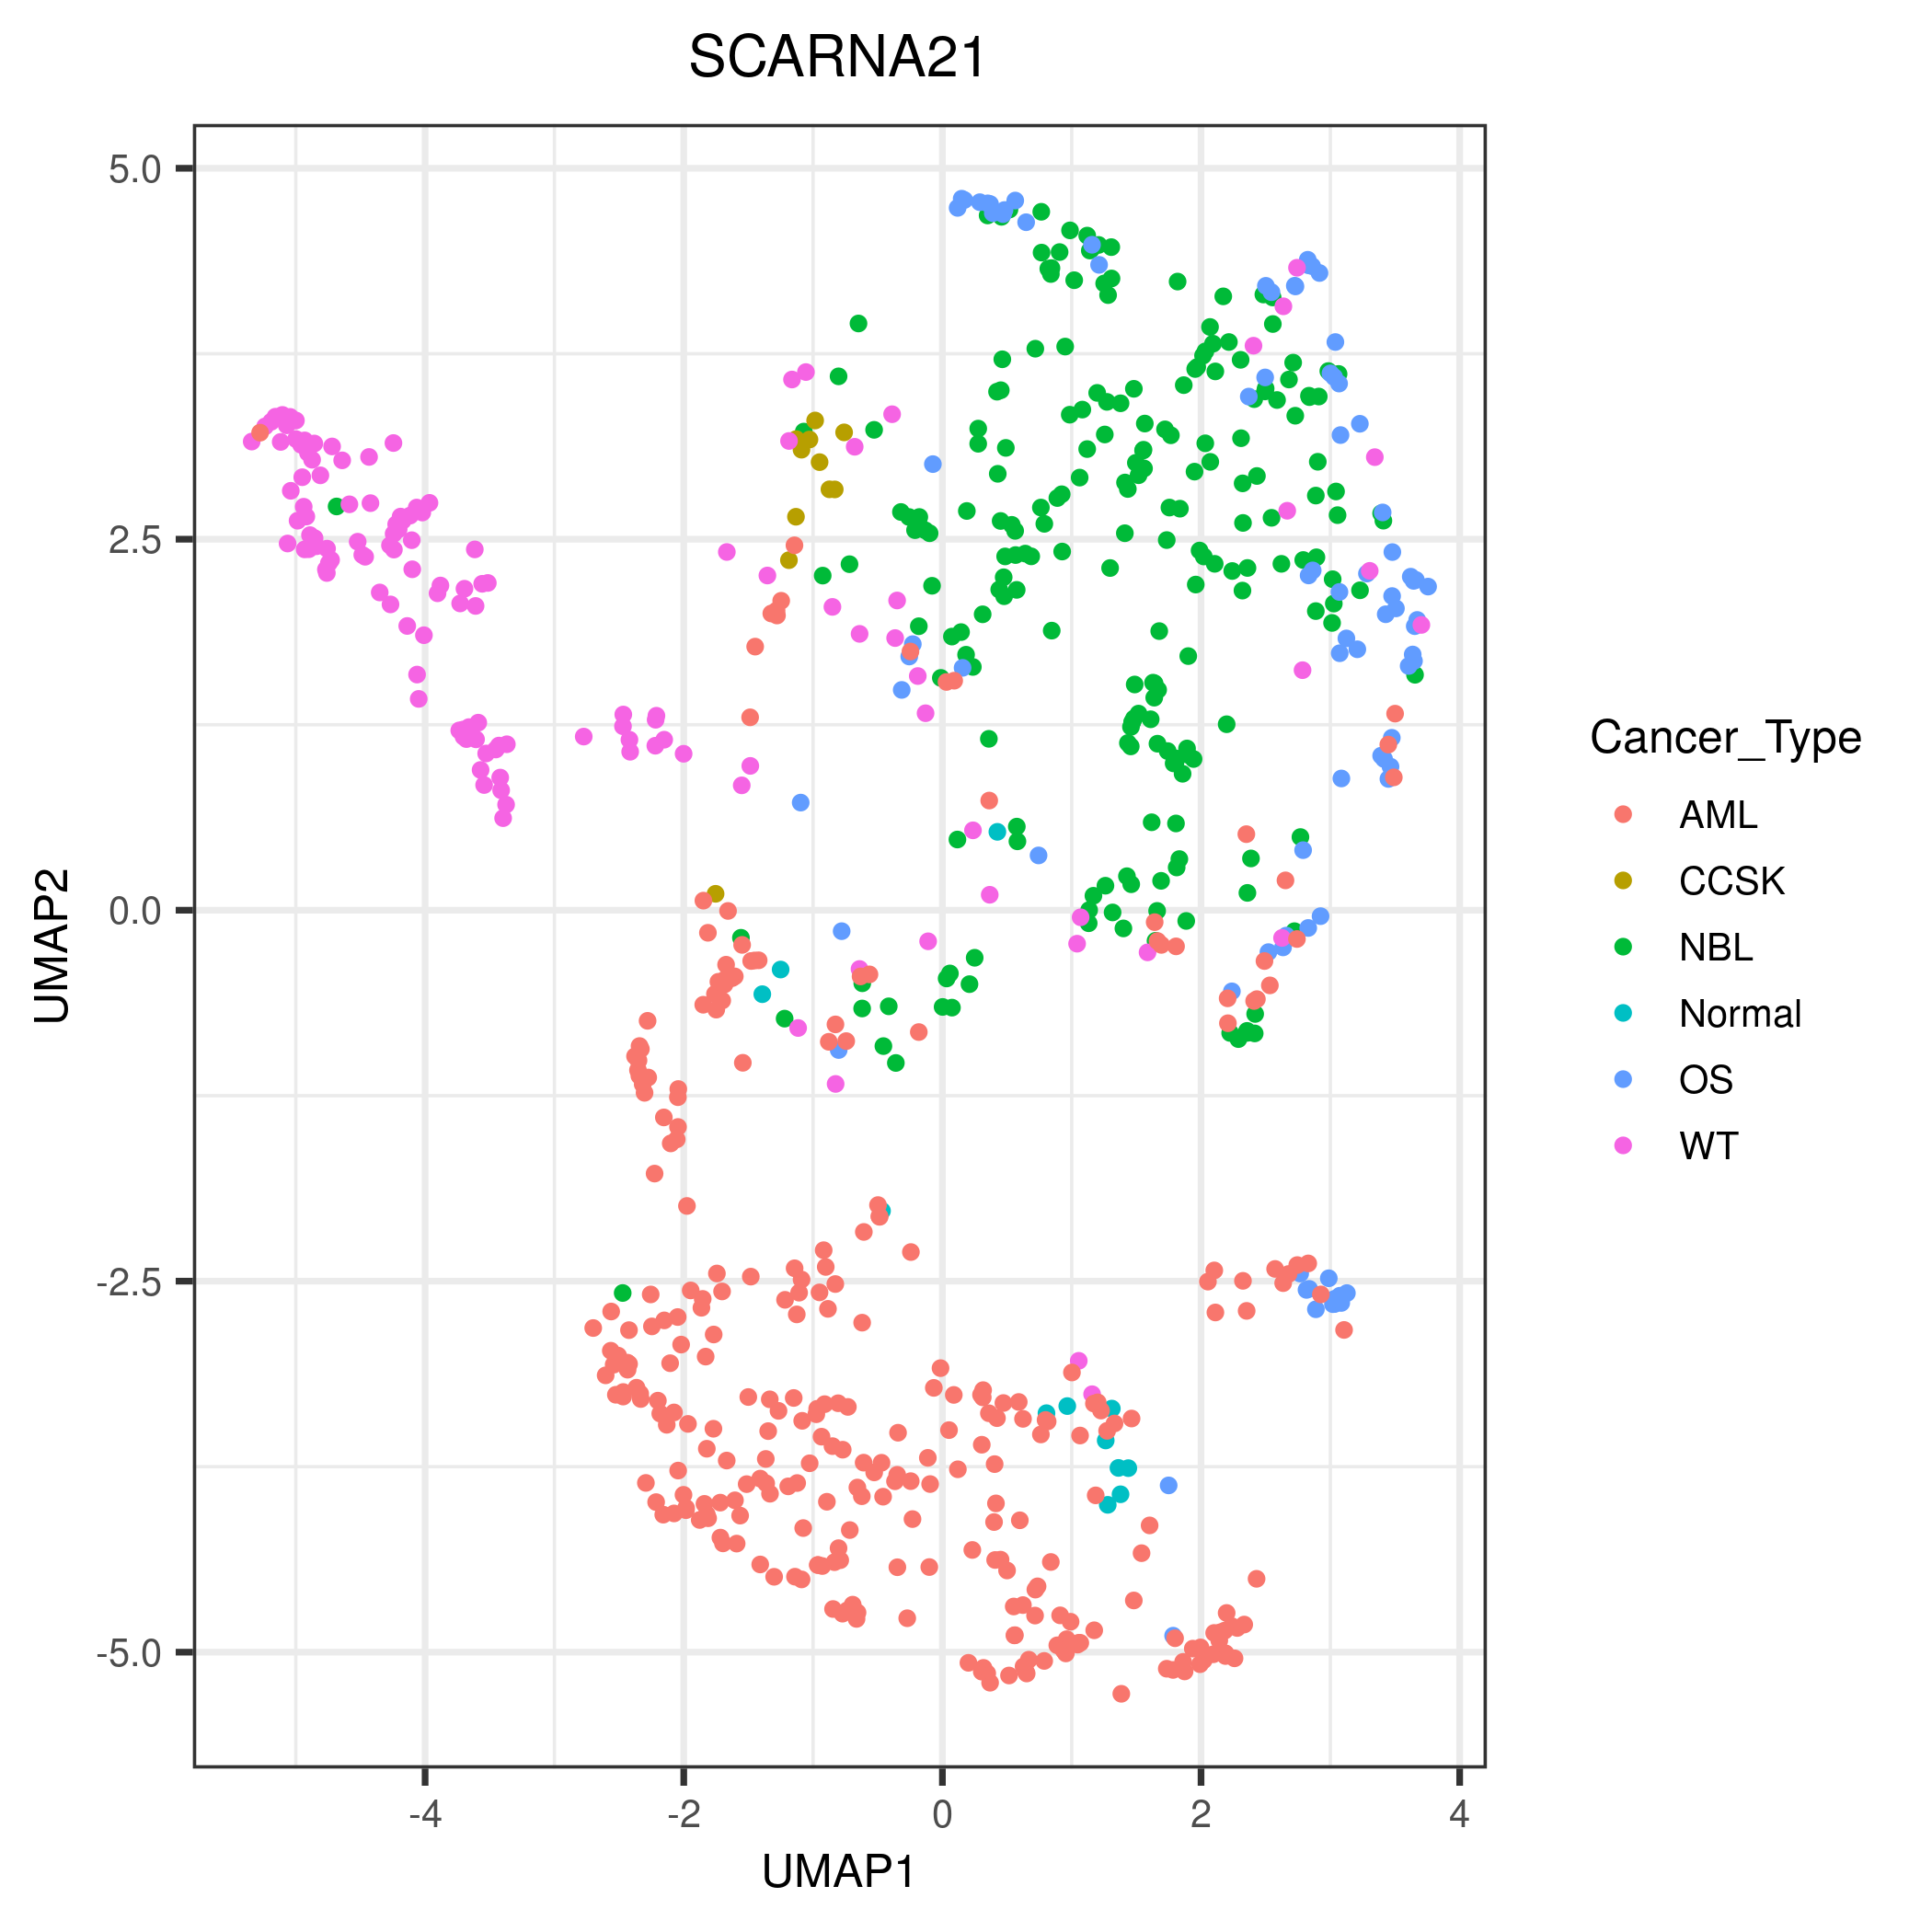 SCARNA21
5.0
2.5
0.0
-2.5
-5.0
UMAP2
-4
-2
0
2
4
UMAP1
Cancer_Type
AML
CCSK
NBL
Normal
OS
WT